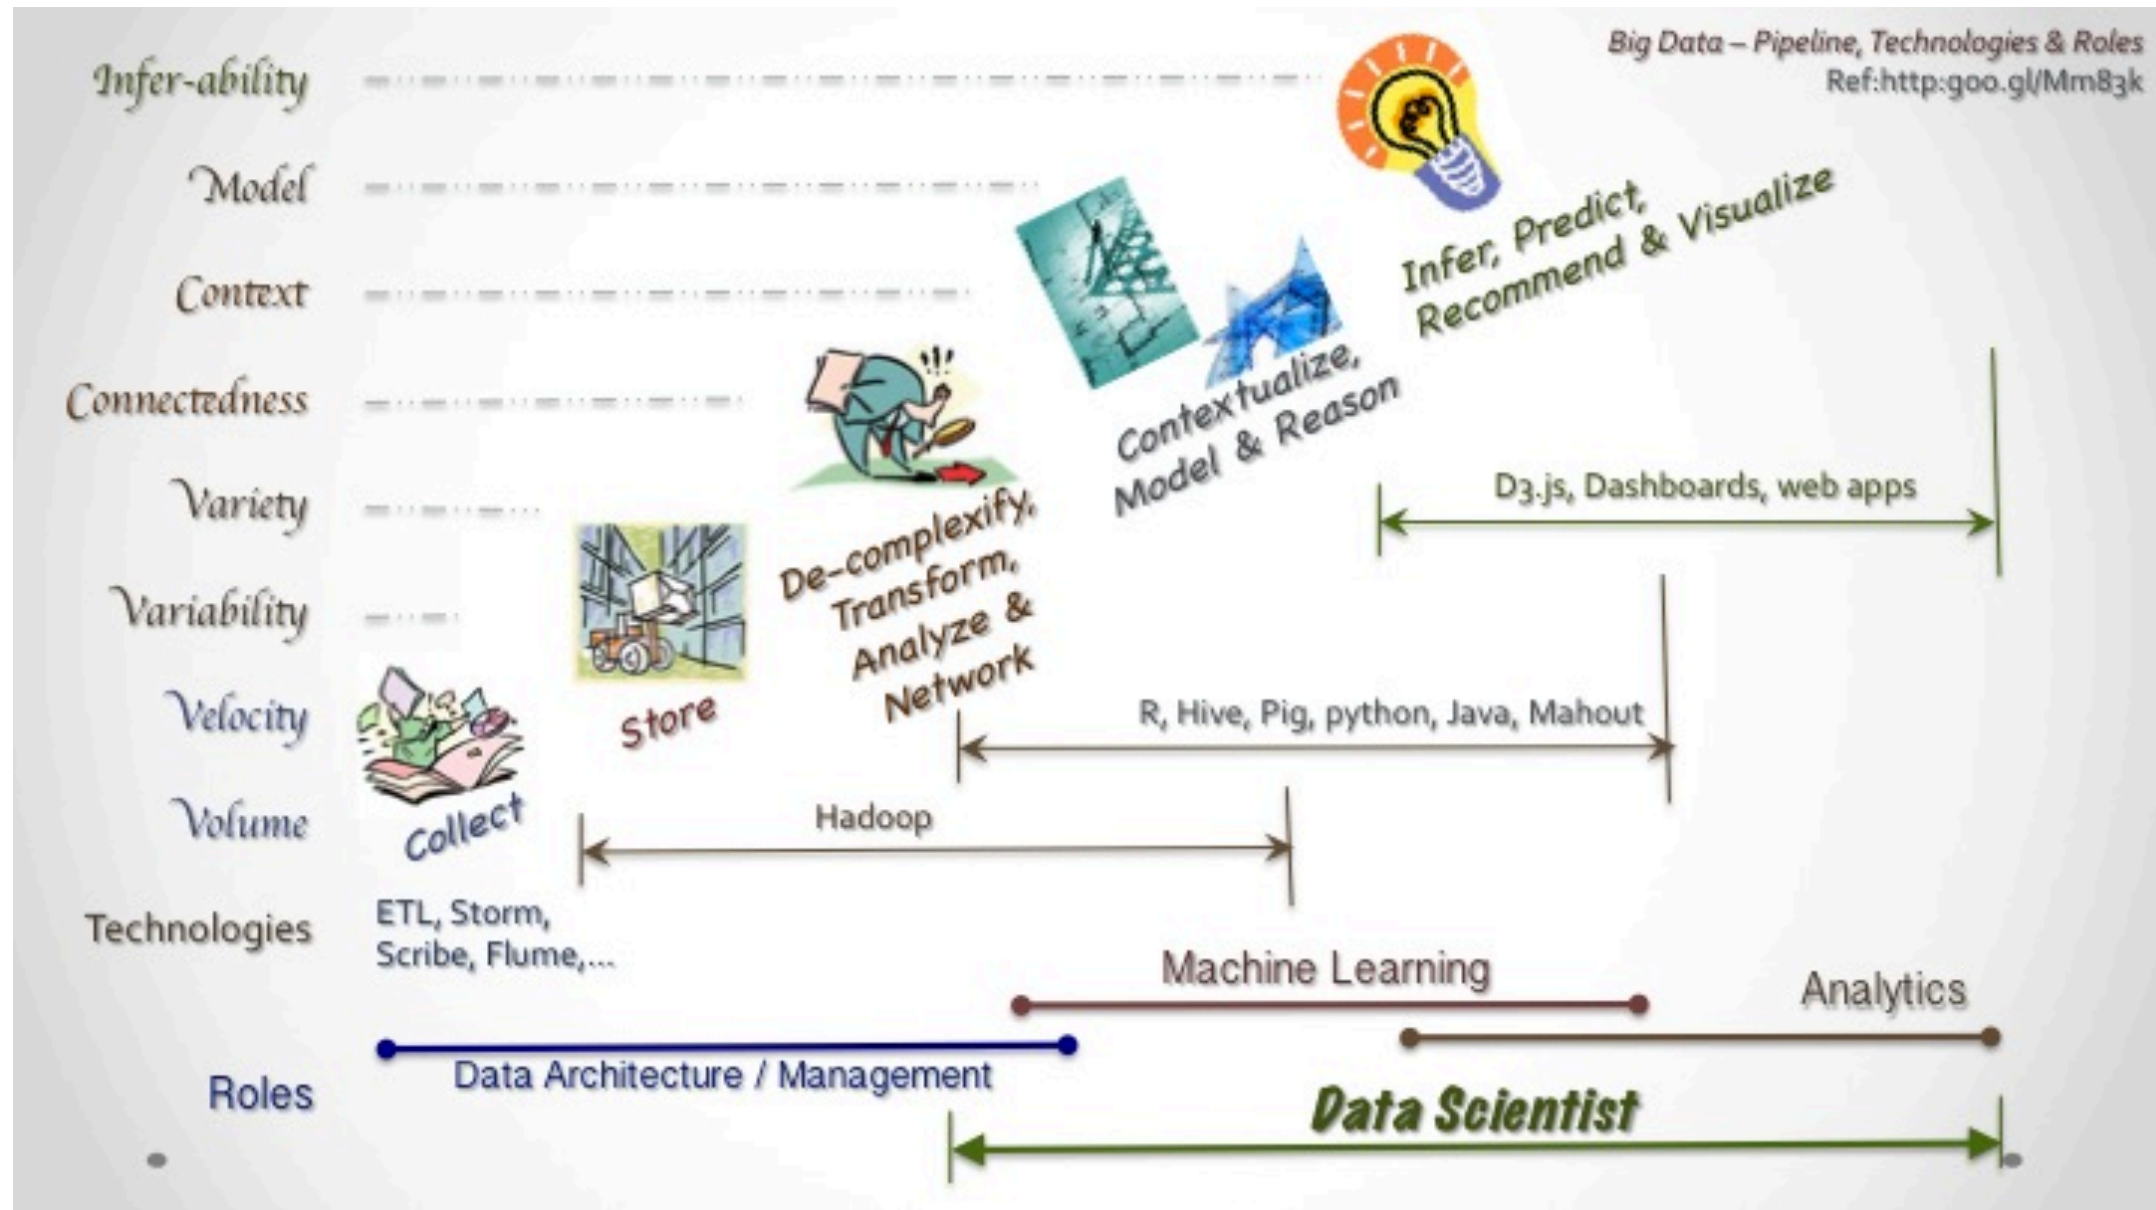 Big Data – Pipeline, Technologies & Roles
Ref:http:goo.gl/Mm83k
Infer-ability
Model
Context
Connectedness
Variety
Variability
Velocity
Volume
Technologies
Roles
Collect
Store
De-complexify,
Transform,
Analyze &
Network
Contextualize,
Model & Reason
Infer, Predict,
Recommend & Visualize
D3.js, Dashboards, web apps
R, Hive, Pig, python, Java, Mahout
Hadoop
ETL, Storm,
Scribe, Flume,...
Machine Learning
Analytics
Data Architecture / Management
Data Scientist